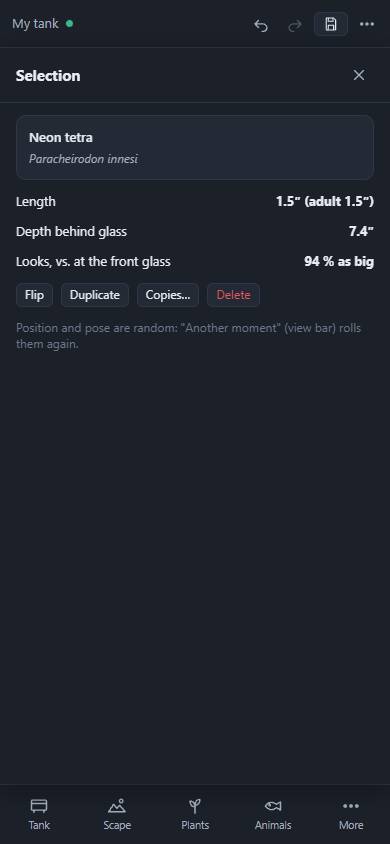 My tank
Selection
Neon tetra
Paracheirodon innesi
Length 1.5″ (adult 1.5″)
Depth behind glass 7.4″
Looks, vs. at the front glass 94 % as big
Flip Duplicate Copies... Delete
Position and pose are random: "Another moment" (view bar) rolls
them again.
Tank Scape Plants Animals More